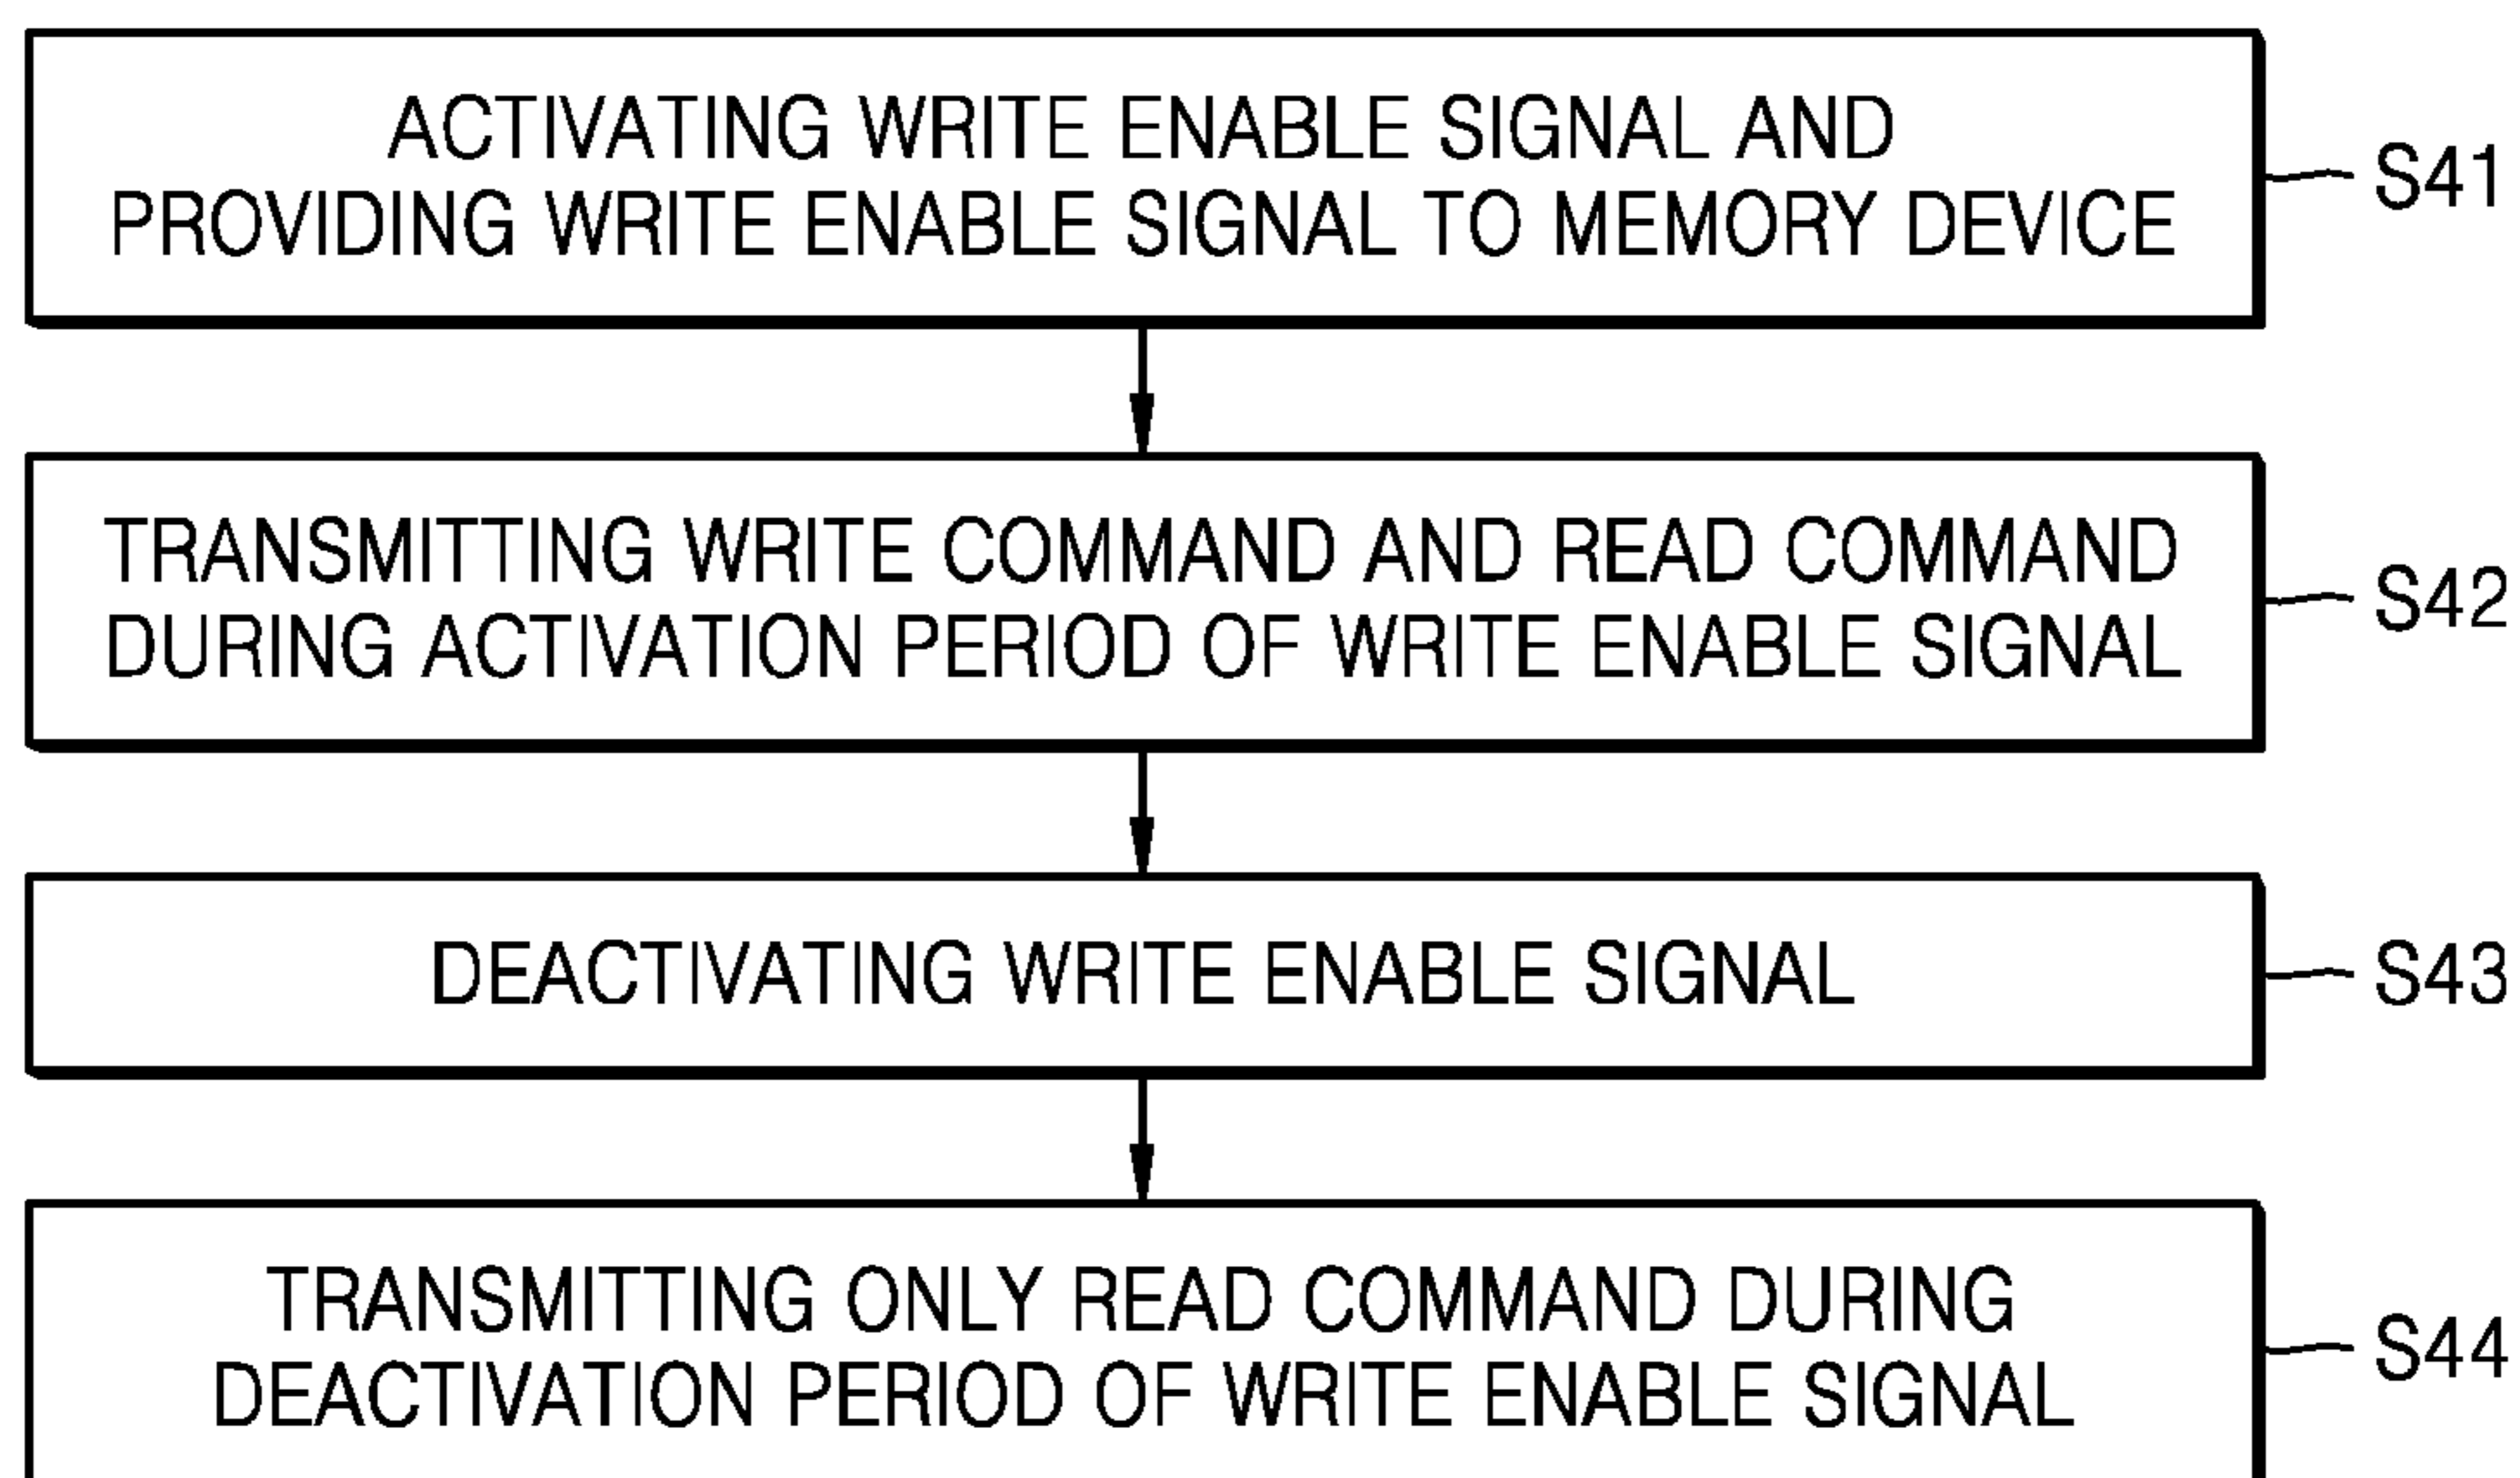 ACTIVATING WRITE ENABLE SIGNAL AND
PROVIDING WRITE ENABLE SIGNAL TO MEMORY DEVICE
S41
TRANSMITTING WRITE COMMAND AND READ COMMAND
DURING ACTIVATION PERIOD OF WRITE ENABLE SIGNAL
S42
DEACTIVATING WRITE ENABLE SIGNAL
S43
TRANSMITTING ONLY READ COMMAND DURING
DEACTIVATION PERIOD OF WRITE ENABLE SIGNAL
S44